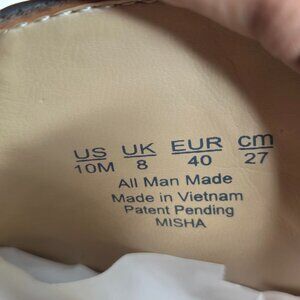 US UK EUR cm
10M 8 40 27
All Man Made
Made in Vietnam
Patent Pending
MISHA